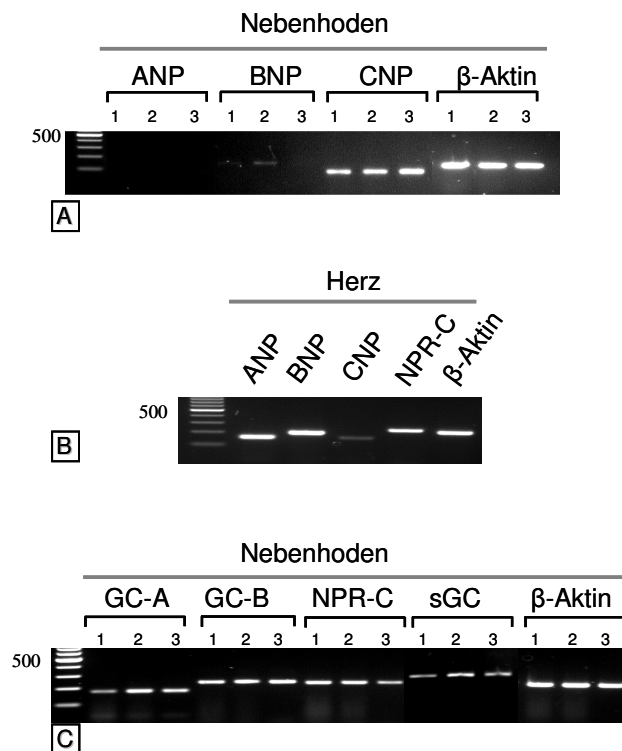 Nebenhoden
ANP BNP CNP β-Aktin
1 2 3 1 2 3 1 2 3 1 2 3
500
A
Herz
ANP BNP CNP NPR-C β-Aktin
500
B
Nebenhoden
GC-A GC-B NPR-C sGC β-Aktin
1 2 3 1 2 3 1 2 3 1 2 3 1 2 3
500
C